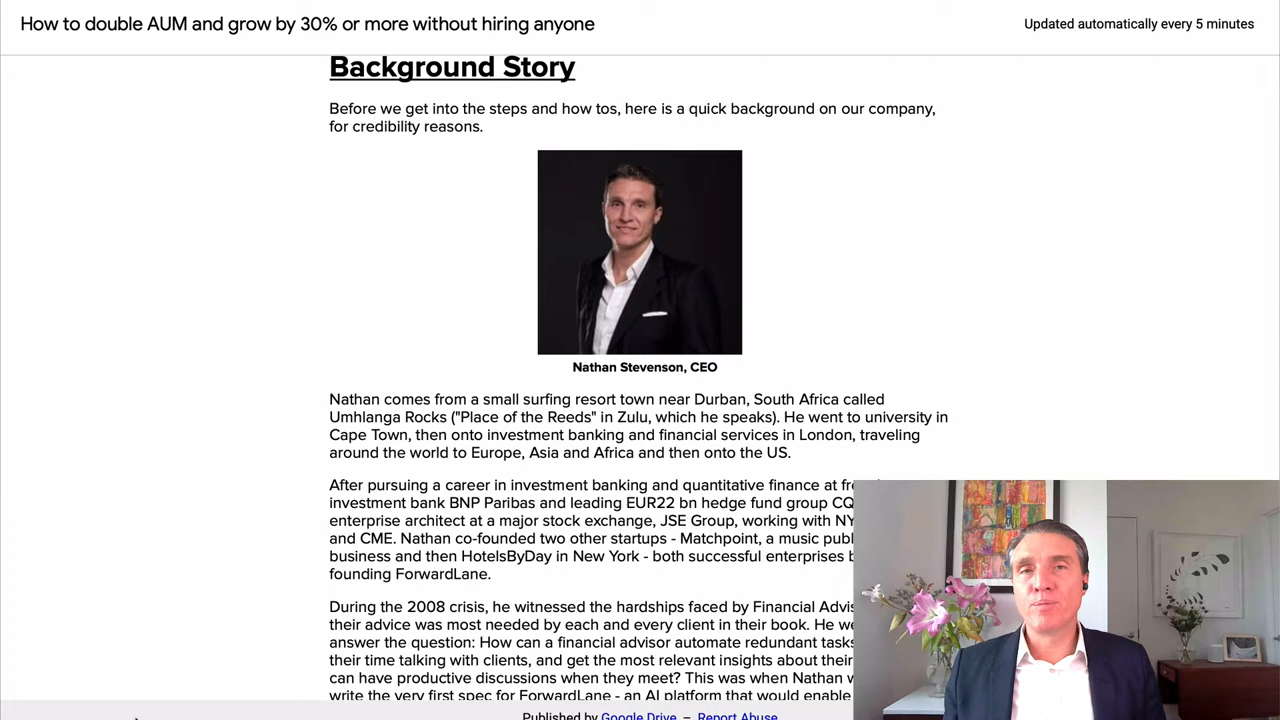 How to double AUM and grow by 30% or more without hiring anyone
Updated automatically every 5 minutes
Background Story
Before we get into the steps and how tos, here is a quick background on our company,
for credibility reasons.
Nathan Stevenson, CEO
Nathan comes from a small surfing resort town near Durban, South Africa called
Umhlanga Rocks ("Place of the Reeds" in Zulu, which he speaks). He went to university in
Cape Town, then onto investment banking and financial services in London, traveling
around the world to Europe, Asia and Africa and then onto the US.
After pursuing a career in investment banking and quantitative finance at
investment bank BNP Paribas and leading EUR22 bn hedge fund group CQ
enterprise architect at a major stock exchange, JSE Group, working with NY
and CME. Nathan co-founded two other startups - Matchpoint, a music publ
business and then HotelsByDay in New York - both successful enterprises b
founding ForwardLane.
During the 2008 crisis, he witnessed the hardships faced by Financial Advis
their advice was most needed by each and every client in their book. He we
answer the question: How can a financial advisor automate redundant tasks
their time talking with clients, and get the most relevant insights about their
can have productive discussions when they meet? This was when Nathan w
write the very first spec for ForwardLane - an AI platform that would enable
Published by Google Drive – Report Abuse